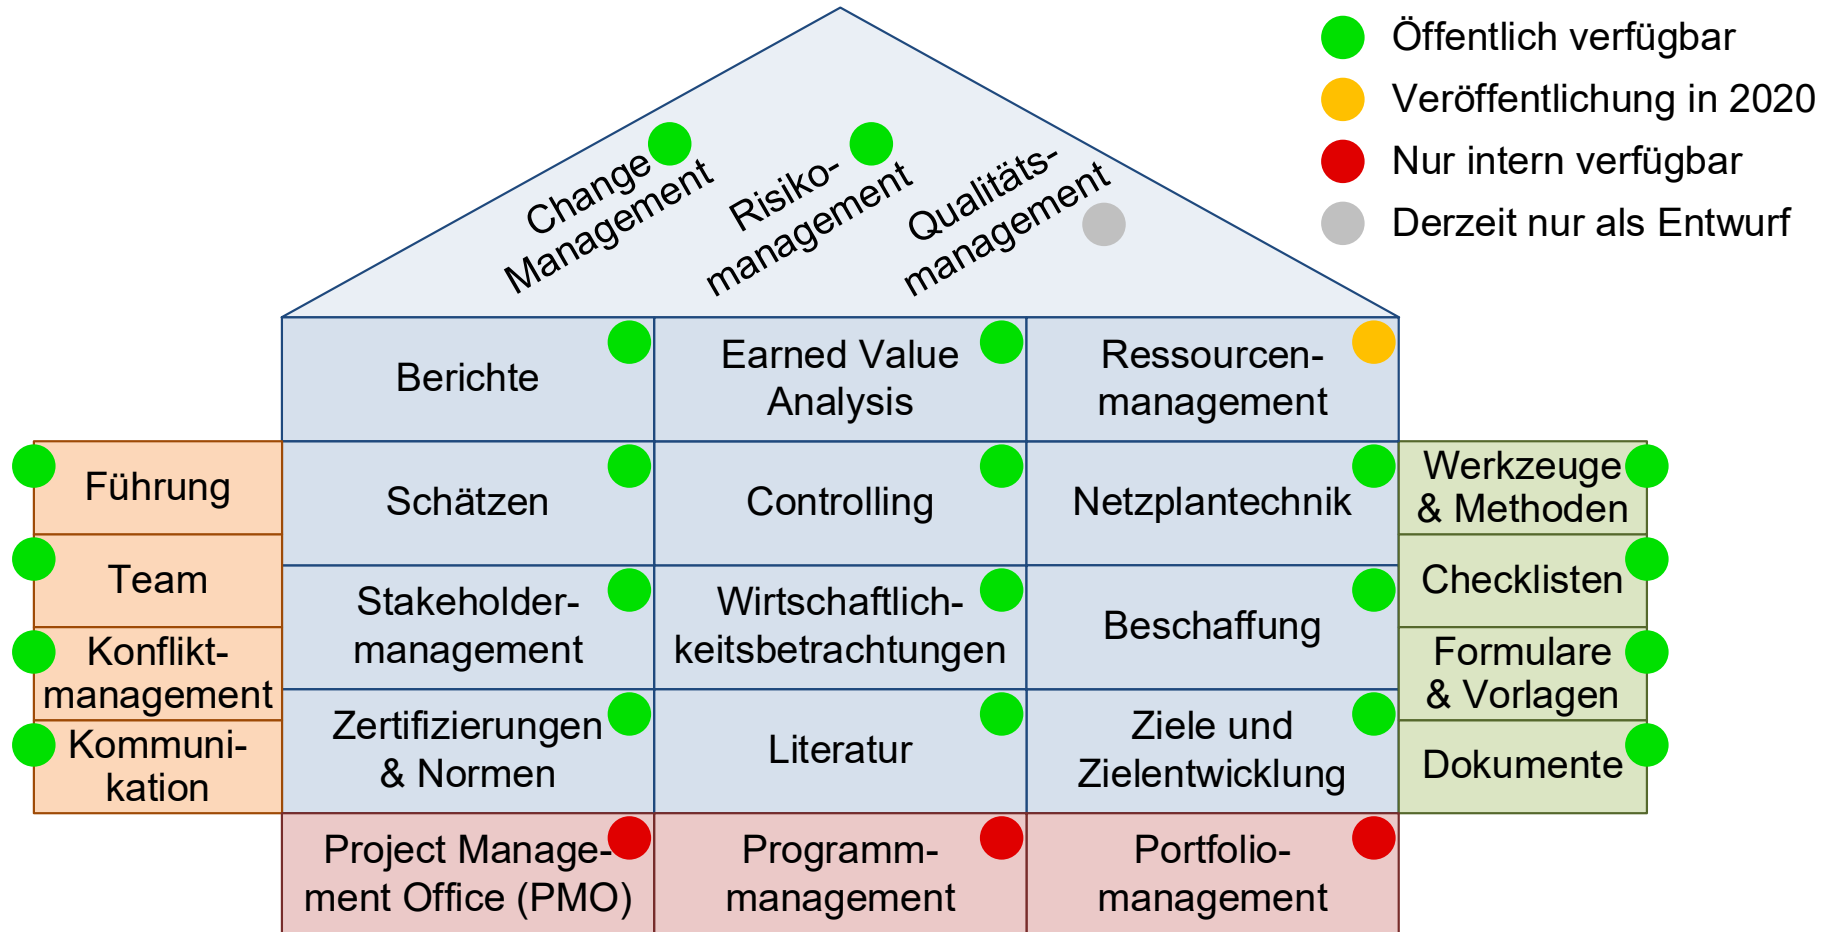 Öffentlich verfügbar
Veröffentlichung in 2020
Nur intern verfügbar
Derzeit nur als Entwurf
Change
Management
Risiko-
management
Qualitäts-
management
Berichte
Earned Value
Analysis
Ressourcen-
management
Führung
Team
Konflikt-
management
Kommuni-
kation
Schätzen
Controlling
Netzplantechnik
Stakeholder-
management
Wirtschaftlich-
keitsbetrachtungen
Beschaffung
Zertifizierungen
& Normen
Literatur
Ziele und
Zielentwicklung
Werkzeuge
& Methoden
Checklisten
Formulare
& Vorlagen
Dokumente
Project Manage-
ment Office (PMO)
Programm-
management
Portfolio-
management